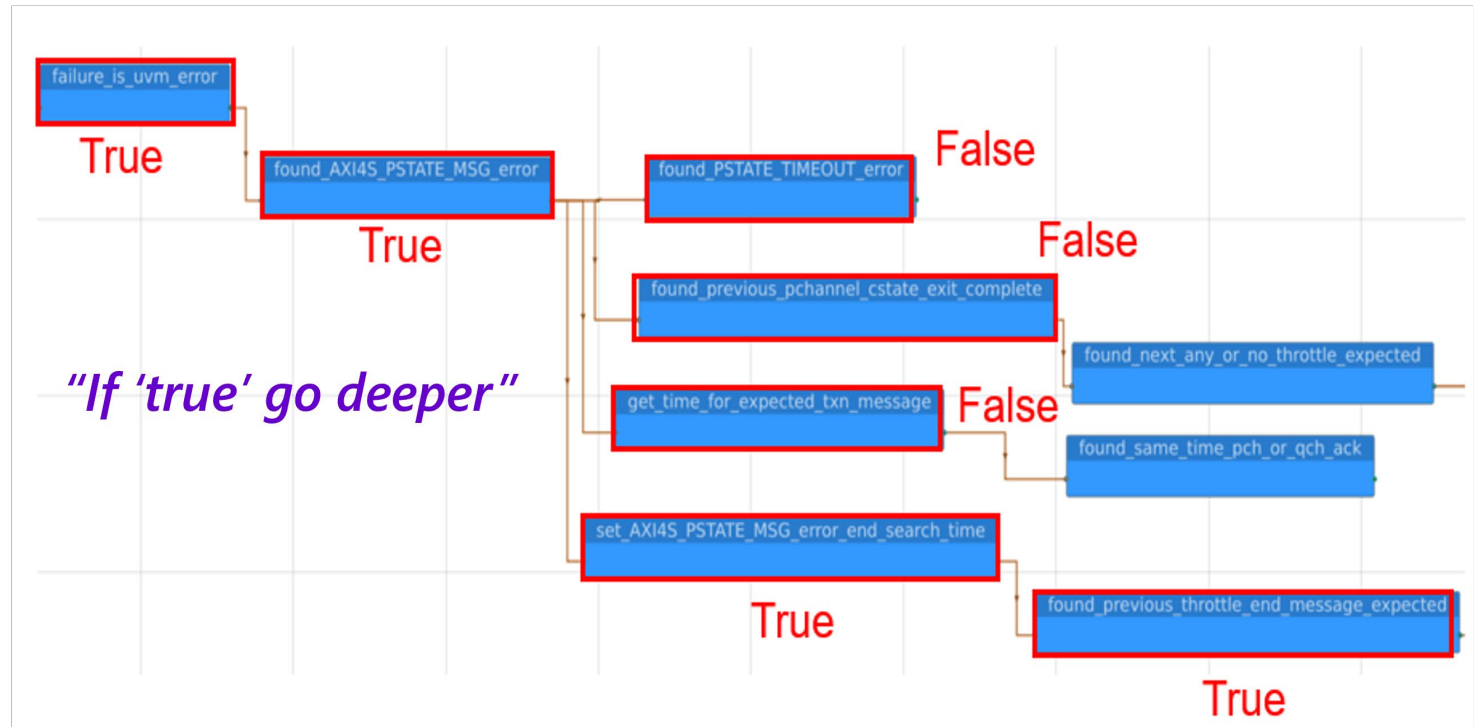 failure_is_uvm_error
True
found_AXI4S_PSTATE_MSG_error
True
found_PSTATE_TIMEOUT_error
False
False
found_previous_pchannel_cstate_exit_complete
found_next_any_or_no_throttle_expected
“If ‘true’ go deeper”
get_time_for_expected_txn_message
False
found_same_time_pch_or_qch_ack
set_AXI4S_PSTATE_MSG_error_end_search_time
True
found_previous_throttle_end_message_expected
True